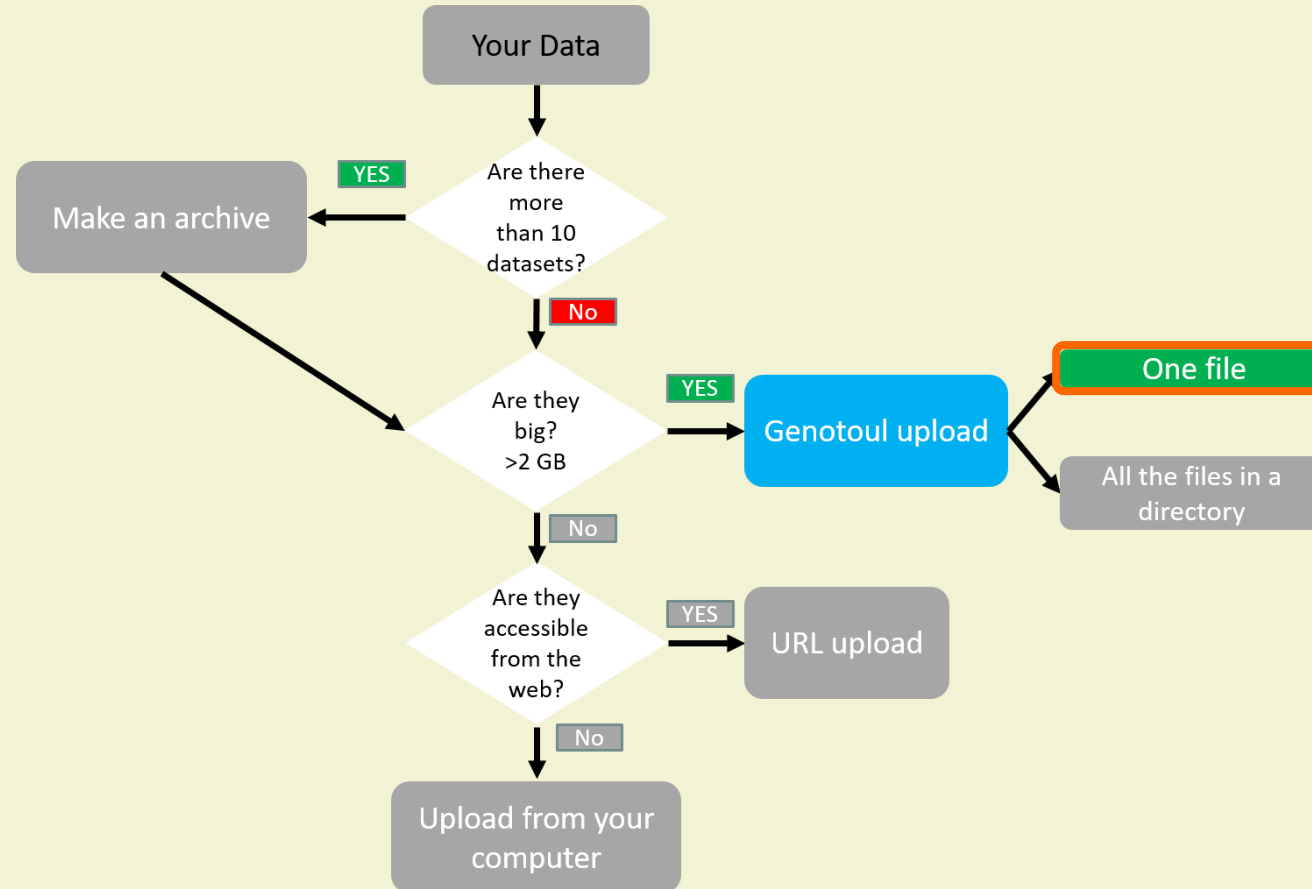 Your Data
YES
Are there
more
than 10
datasets?
Make an archive
No
Are they
big?
>2 GB
YES
Genotoul upload
One file
All the files in a
directory
No
Are they
accessible
from the
web?
YES
URL upload
No
Upload from your
computer